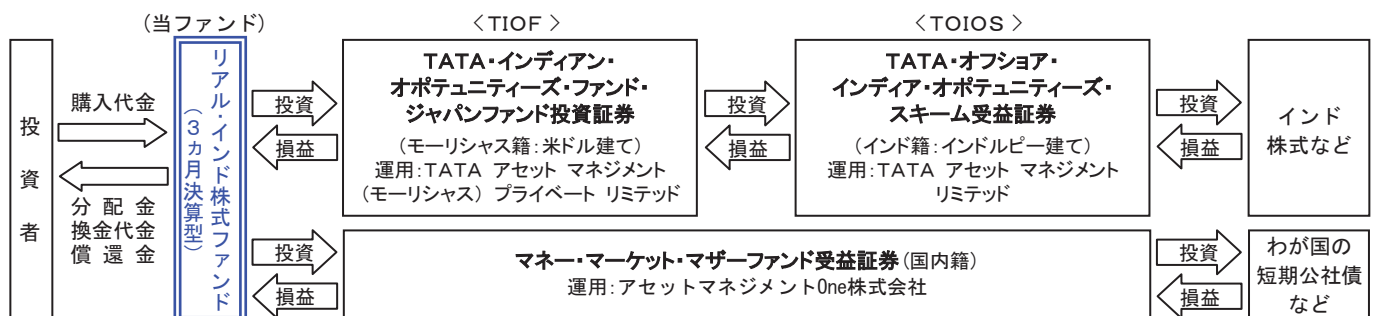 (当ファンド)
〈TIOF〉
〈TOIOS〉
投資者
購入代金
分配金
換金代金
償還金
リアル・インド株式ファンド
(3ヵ月決算型)
投資
損益
TATA・インディアン・
オポテュニティーズ・ファンド・
ジャパンファンド投資証券
(モーリシャス籍:米ドル建て)
運用:TATA アセット マネジメント
(モーリシャス) プライベート リミテッド
投資
損益
TATA・オフショア・
インディア・オポテュニティーズ・
スキーム受益証券
(インド籍:インドルピー建て)
運用:TATA アセット マネジメント
リミテッド
投資
損益
インド
株式など
投資
損益
マネー・マーケット・マザーファンド受益証券(国内籍)
運用:アセットマネジメントOne株式会社
投資
損益
わが国の
短期公社債
など